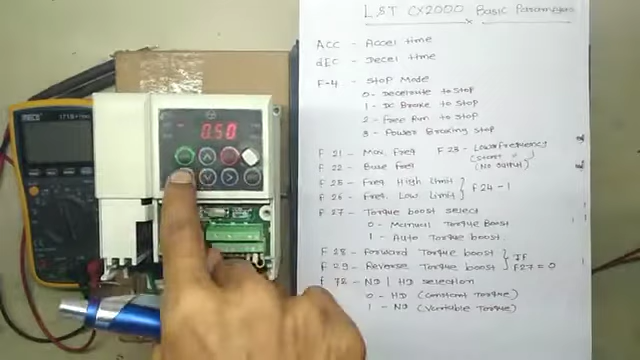 L&T CX2000 Basic Parameters
ACC - Accel time
dEC - Decel time
F-4 - Stop Mode
0 - Decelrate to stop
1 - DC Brake to stop
2 - Free Run to stop
3 - Power Braking stop
F 21 - Max. Freq F 23 - Low Frequency
F 22 - Base Freq (No output)
F 25 - Freq High limit } F24 - 1
F 26 - Freq. Low Limit
F 27 - Torque boost select
0 - Manual Torque Boost
1 - Auto Torque boost
F 28 - Forward Torque boost } If
F 29 - Reverse Torque boost F27 = 0
F 72 - ND | HD selection
0 - HD (Constant Torque)
1 - ND (Variable Torque)
0.50